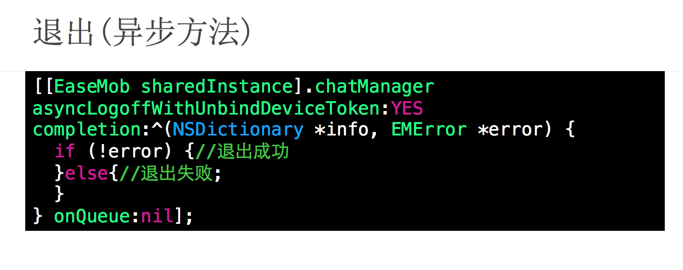 退出(异步方法)
[[EaseMob sharedInstance].chatManager
asyncLogoffWithUnbindDeviceToken:YES
completion:^(NSDictionary *info, EMError *error) {
  if (!error) {//退出成功
  }else{//退出失败;
  }
} onQueue:nil];